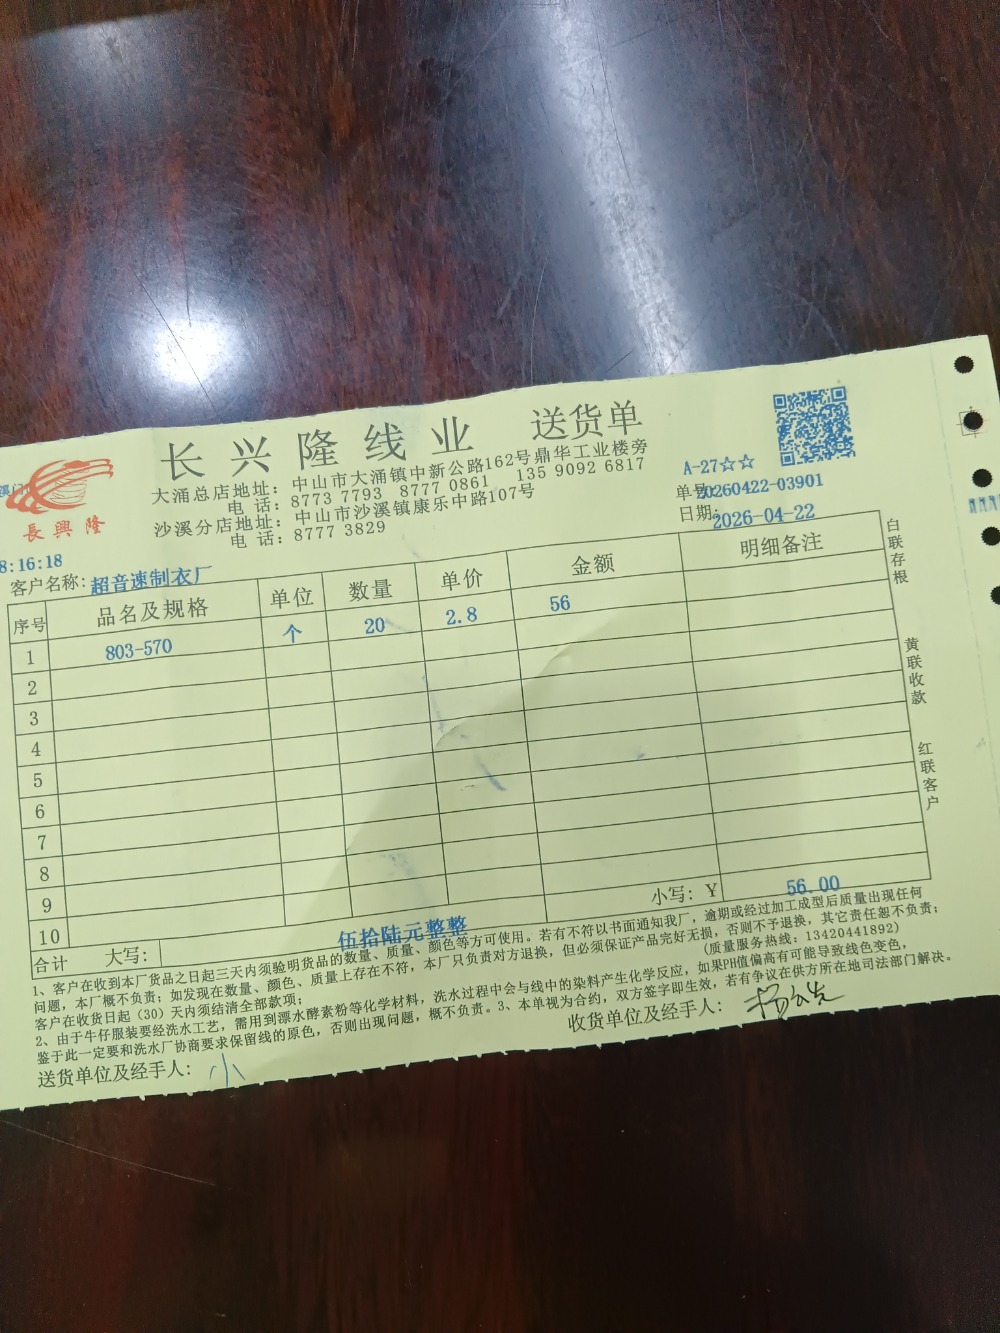 长兴隆线业 送货单
A-27☆☆
大涌总店地址：中山市大涌镇中新公路162号鼎华工业楼旁
电 话：8773 7793 8777 0861 135 9092 6817
沙溪分店地址：中山市沙溪镇康乐中路107号
电 话：8777 3829
長興隆
单号:20260422-03901
日期:2026-04-22
8:16:18
客户名称:超音速制衣厂
序号 品名及规格 单位 数量 单价 金额 明细备注
1 803-570 个 20 2.8 56
2
3
4
5
6
7
8
9
10
合计 大写：伍拾陆元整整 小写：Y 56.00
1、客户在收到本厂货品之日起三天内须验明货品的数量、质量、颜色等方可使用。若有不符以书面通知我厂，逾期或经过加工成型后质量出现任何
问题，本厂概不负责；如发现在数量、颜色、质量上存在不符，本厂只负责对方退换，但必须保证产品完好无损，否则不予退换，其它责任恕不负责；
客户在收货日起（30）天内须结清全部款项；
(质量服务热线：13420441892)
2、由于牛仔服装要经洗水工艺，需用到漂水酵素粉等化学材料，洗水过程中会与线中的染料产生化学反应，如果PH值偏高有可能导致线色变色，
鉴于此一定要和洗水厂协商要求保留线的原色，否则出现问题，概不负责。3、本单视为合约，双方签字即生效，若有争议在供方所在地司法部门解决。
送货单位及经手人：小
收货单位及经手人：
白联存根
黄联收款
红联客户